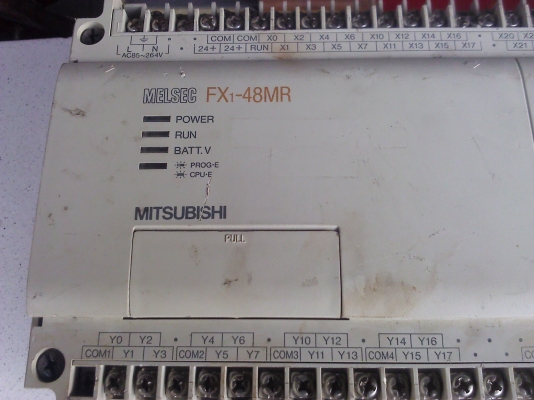 ⏚ • • COM COM X0 X2 X4 X6 X10 X12 X14 X16 • X20 X2
L N • 24+ 24+ RUN X1 X3 X5 X7 X11 X13 X15 X17 • • X21
AC85~264V
MELSEC FX1-48MR
POWER
RUN
BATT.V
PROG-E
CPU-E
MITSUBISHI
PULL
Y0 Y2 • Y4 Y6 • Y10 Y12 • Y14 Y16 • • •
COM1 Y1 Y3 COM2 Y5 Y7 COM3 Y11 Y13 COM4 Y15 Y17 • • CO